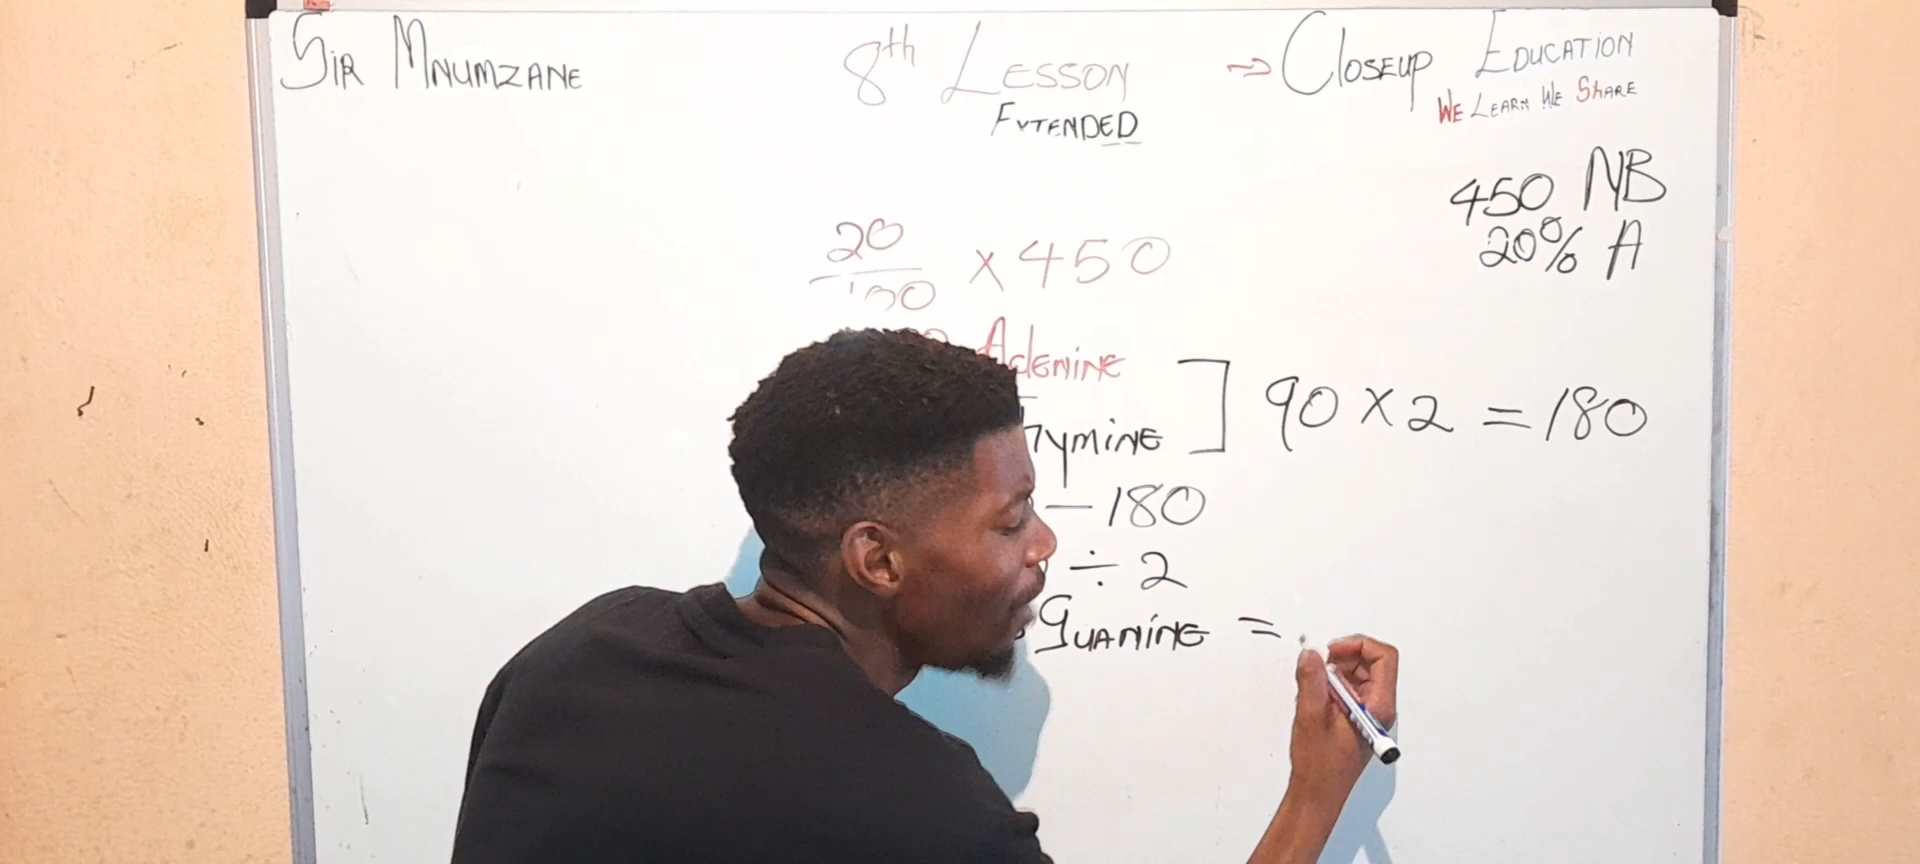 Sir Mnumzane
8th Lesson → Closeup Education
Extended
We Learn We Share
450 NB
20% A
20/100 × 450
Adenine
Thymine ] 90 × 2 = 180
– 180
÷ 2
Guanine =